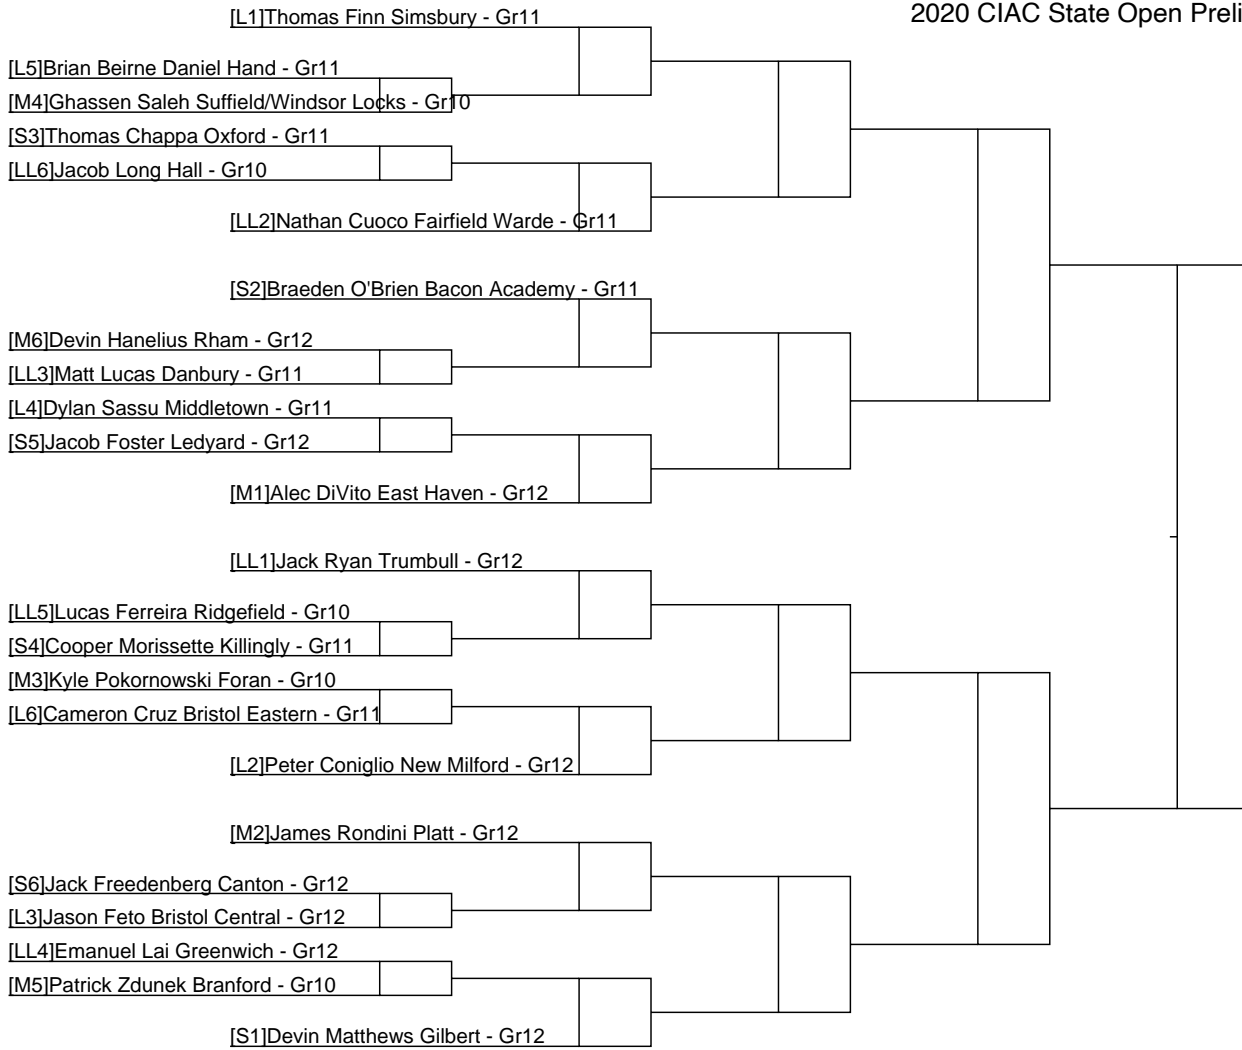 2020 CIAC State Open Preli
[L1]Thomas Finn Simsbury - Gr11
[L5]Brian Beirne Daniel Hand - Gr11
[M4]Ghassen Saleh Suffield/Windsor Locks - Gr10
[S3]Thomas Chappa Oxford - Gr11
[LL6]Jacob Long Hall - Gr10
[LL2]Nathan Cuoco Fairfield Warde - Gr11
[S2]Braeden O'Brien Bacon Academy - Gr11
[M6]Devin Hanelius Rham - Gr12
[LL3]Matt Lucas Danbury - Gr11
[L4]Dylan Sassu Middletown - Gr11
[S5]Jacob Foster Ledyard - Gr12
[M1]Alec DiVito East Haven - Gr12
[LL1]Jack Ryan Trumbull - Gr12
[LL5]Lucas Ferreira Ridgefield - Gr10
[S4]Cooper Morissette Killingly - Gr11
[M3]Kyle Pokornowski Foran - Gr10
[L6]Cameron Cruz Bristol Eastern - Gr11
[L2]Peter Coniglio New Milford - Gr12
[M2]James Rondini Platt - Gr12
[S6]Jack Freedenberg Canton - Gr12
[L3]Jason Feto Bristol Central - Gr12
[LL4]Emanuel Lai Greenwich - Gr12
[M5]Patrick Zdunek Branford - Gr10
[S1]Devin Matthews Gilbert - Gr12